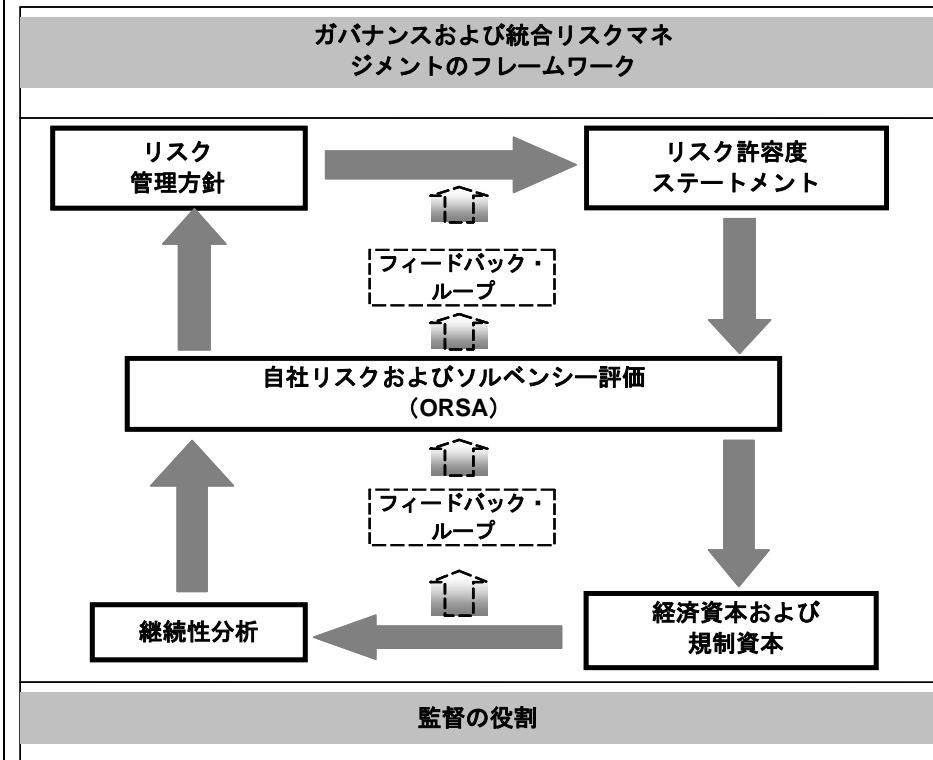 ガバナンスおよび統合リスクマネ
ジメントのフレームワーク
リスク
管理方針
リスク許容度
ステートメント
フィードバック・
ループ
自社リスクおよびソルベンシー評価
（ORSA）
フィードバック・
ループ
継続性分析
経済資本および
規制資本
監督の役割